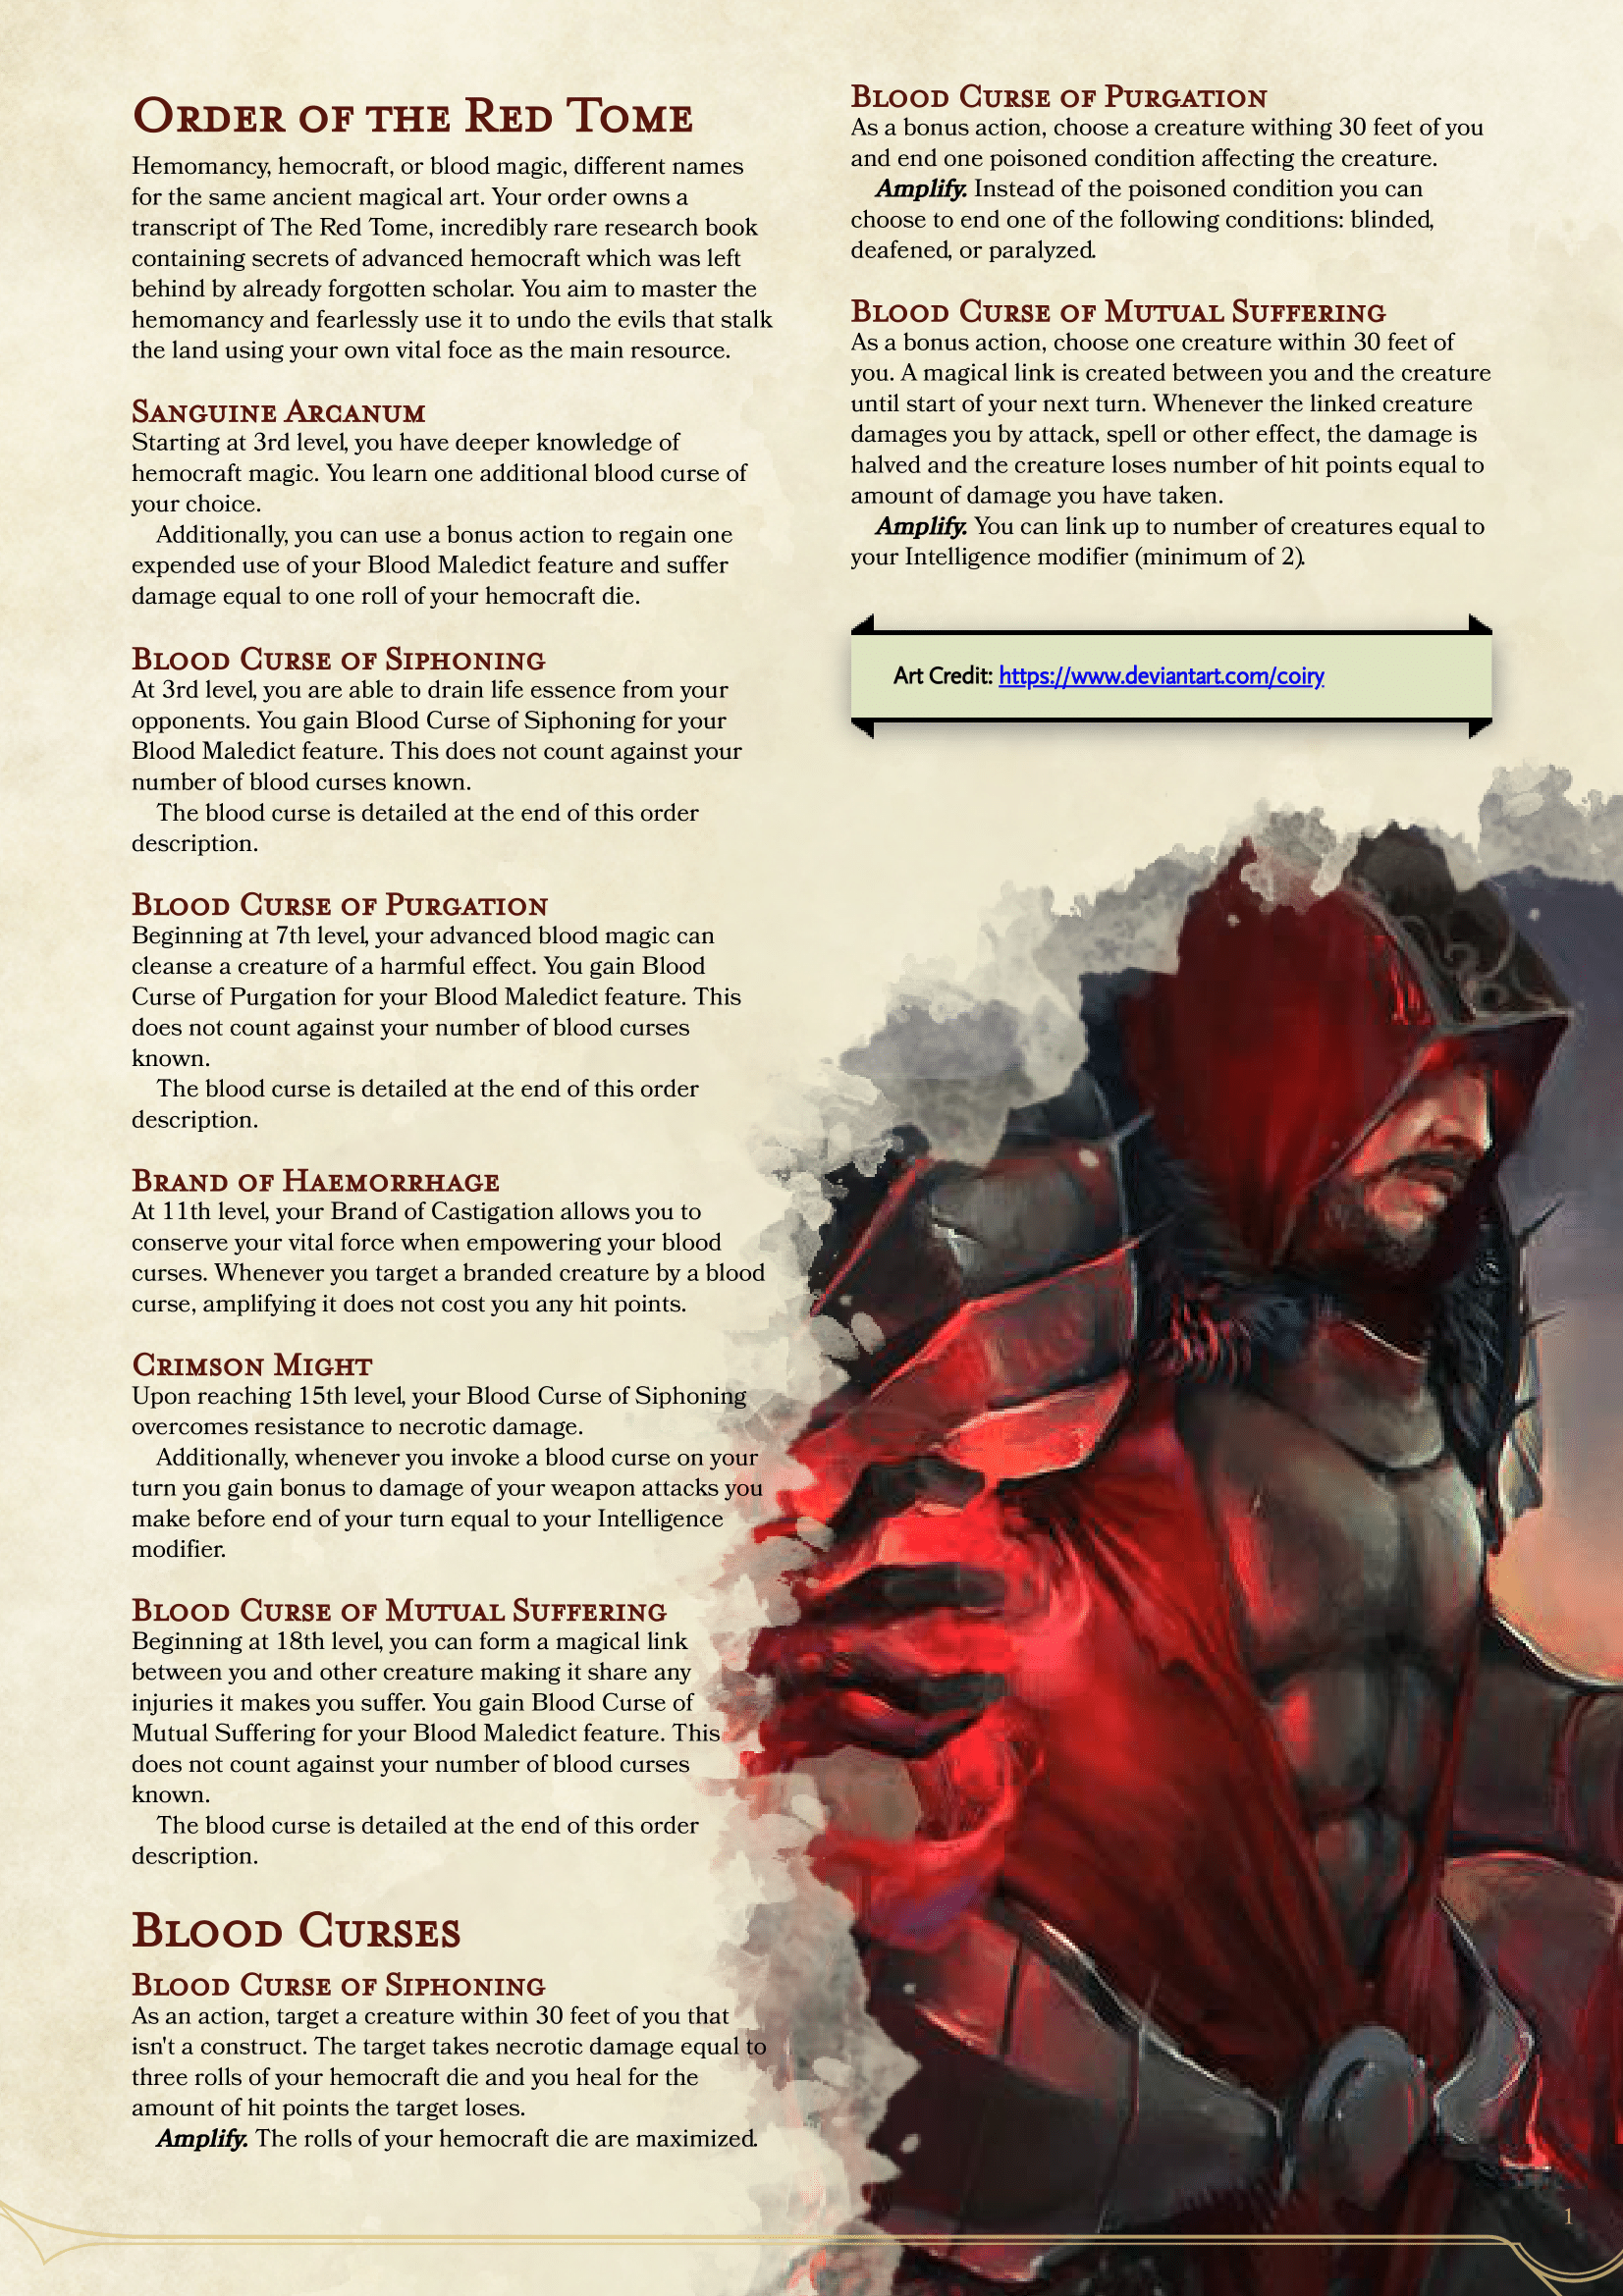 Order of the Red Tome
Hemomancy, hemocraft, or blood magic, different names
for the same ancient magical art. Your order owns a
transcript of The Red Tome, incredibly rare research book
containing secrets of advanced hemocraft which was left
behind by already forgotten scholar. You aim to master the
hemomancy and fearlessly use it to undo the evils that stalk
the land using your own vital foce as the main resource.
Sanguine Arcanum
Starting at 3rd level, you have deeper knowledge of
hemocraft magic. You learn one additional blood curse of
your choice.
Additionally, you can use a bonus action to regain one
expended use of your Blood Maledict feature and suffer
damage equal to one roll of your hemocraft die.
Blood Curse of Siphoning
At 3rd level, you are able to drain life essence from your
opponents. You gain Blood Curse of Siphoning for your
Blood Maledict feature. This does not count against your
number of blood curses known.
The blood curse is detailed at the end of this order
description.
Blood Curse of Purgation
Beginning at 7th level, your advanced blood magic can
cleanse a creature of a harmful effect. You gain Blood
Curse of Purgation for your Blood Maledict feature. This
does not count against your number of blood curses
known.
The blood curse is detailed at the end of this order
description.
Brand of Haemorrhage
At 11th level, your Brand of Castigation allows you to
conserve your vital force when empowering your blood
curses. Whenever you target a branded creature by a blood
curse, amplifying it does not cost you any hit points.
Crimson Might
Upon reaching 15th level, your Blood Curse of Siphoning
overcomes resistance to necrotic damage.
Additionally, whenever you invoke a blood curse on your
turn you gain bonus to damage of your weapon attacks you
make before end of your turn equal to your Intelligence
modifier.
Blood Curse of Mutual Suffering
Beginning at 18th level, you can form a magical link
between you and other creature making it share any
injuries it makes you suffer. You gain Blood Curse of
Mutual Suffering for your Blood Maledict feature. This
does not count against your number of blood curses
known.
The blood curse is detailed at the end of this order
description.
Blood Curses
Blood Curse of Siphoning
As an action, target a creature within 30 feet of you that
isn't a construct. The target takes necrotic damage equal to
three rolls of your hemocraft die and you heal for the
amount of hit points the target loses.
Amplify. The rolls of your hemocraft die are maximized.
Blood Curse of Purgation
As a bonus action, choose a creature withing 30 feet of you
and end one poisoned condition affecting the creature.
Amplify. Instead of the poisoned condition you can
choose to end one of the following conditions: blinded,
deafened, or paralyzed.
Blood Curse of Mutual Suffering
As a bonus action, choose one creature within 30 feet of
you. A magical link is created between you and the creature
until start of your next turn. Whenever the linked creature
damages you by attack, spell or other effect, the damage is
halved and the creature loses number of hit points equal to
amount of damage you have taken.
Amplify. You can link up to number of creatures equal to
your Intelligence modifier (minimum of 2).
Art Credit: https://www.deviantart.com/coiry
1